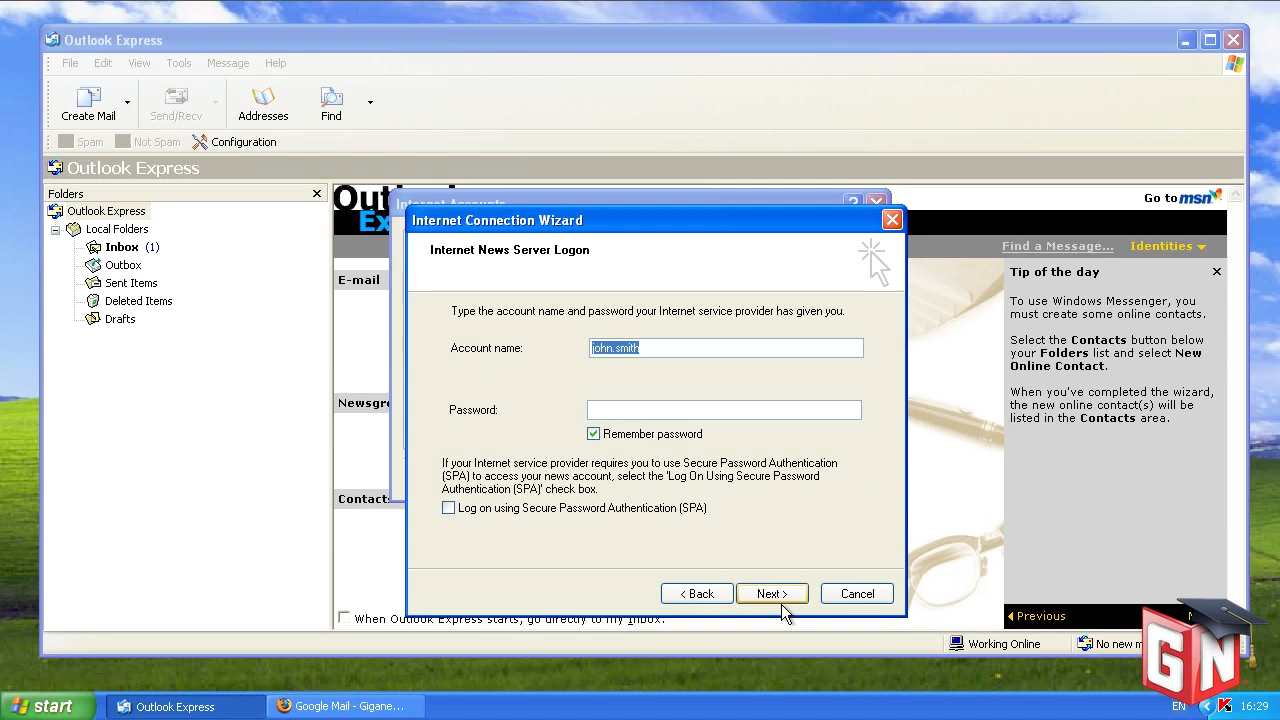 Outlook Express
File Edit View Tools Message Help
Create Mail Send/Recv Addresses Find
Spam Not Spam Configuration
Outlook Express
Folders
Outlook Express
Local Folders
Inbox (1)
Outbox
Sent Items
Deleted Items
Drafts
Go to msn
Find a Message... Identities
E-mail
Newsgro
Contacts
Internet Accounts
Internet Connection Wizard
Internet News Server Logon
Type the account name and password your Internet service provider has given you.
Account name: john.smith
Password:
Remember password
If your Internet service provider requires you to use Secure Password Authentication
(SPA) to access your news account, select the 'Log On Using Secure Password
Authentication (SPA)' check box.
Log on using Secure Password Authentication (SPA)
< Back Next > Cancel
When Outlook Express starts, go directly to my Inbox.
Tip of the day
To use Windows Messenger, you
must create some online contacts.
Select the Contacts button below
your Folders list and select New
Online Contact.
When you've completed the wizard,
the new online contact(s) will be
listed in the Contacts area.
Previous
Working Online No new m
GN
start Outlook Express Google Mail - Gigane... EN 16:29